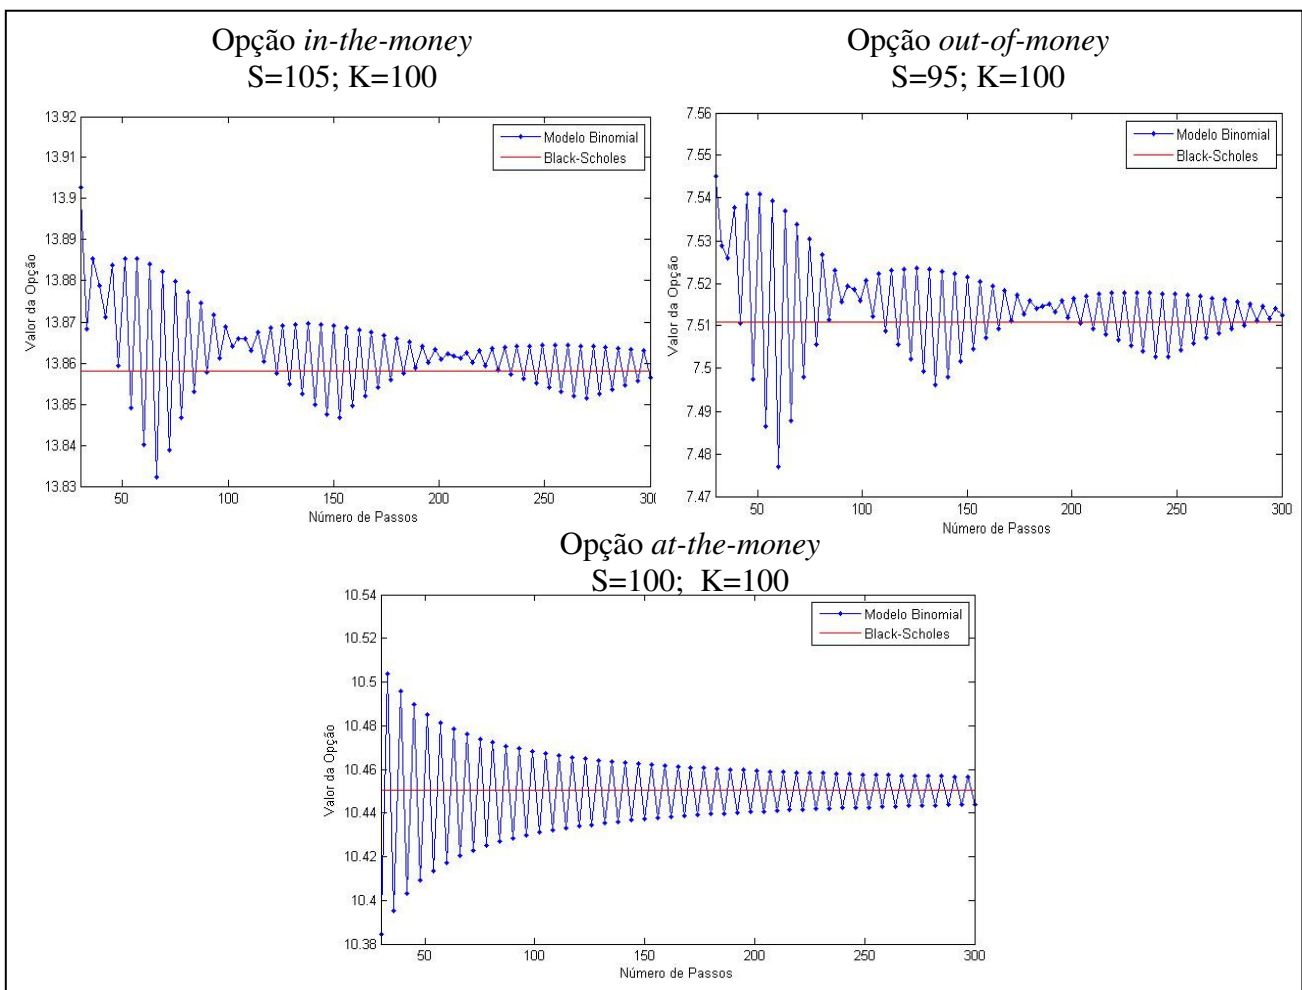 Opção in-the-money
S=105; K=100
13.92
13.91
13.9
13.89
13.88
13.87
13.86
13.85
13.84
13.83
Valor da Opção
Modelo Binomial
Black-Scholes
50
100
150
200
250
300
Número de Passos
Opção out-of-money
S=95; K=100
7.56
7.55
7.54
7.53
7.52
7.51
7.5
7.49
7.48
7.47
Valor da Opção
Modelo Binomial
Black-Scholes
50
100
150
200
250
300
Número de Passos
Opção at-the-money
S=100; K=100
10.54
10.52
10.5
10.48
10.46
10.44
10.42
10.4
10.38
Valor da Opção
Modelo Binomial
Black-Scholes
50
100
150
200
250
300
Número de Passos